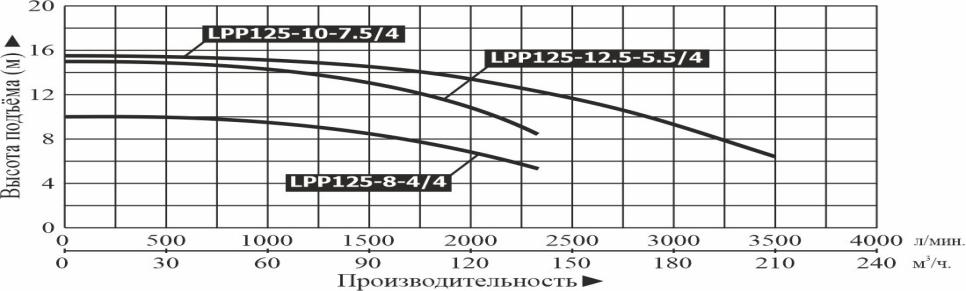 20
LPP125-10-7.5/4
16
LPP125-12.5-5.5/4
12
8
LPP125-8-4/4
4
0
Высота подъёма (м) ►
0 500 1000 1500 2000 2500 3000 3500 4000 л/мин.
0 30 60 90 120 150 180 210 240 м³/ч.
Производительность ►